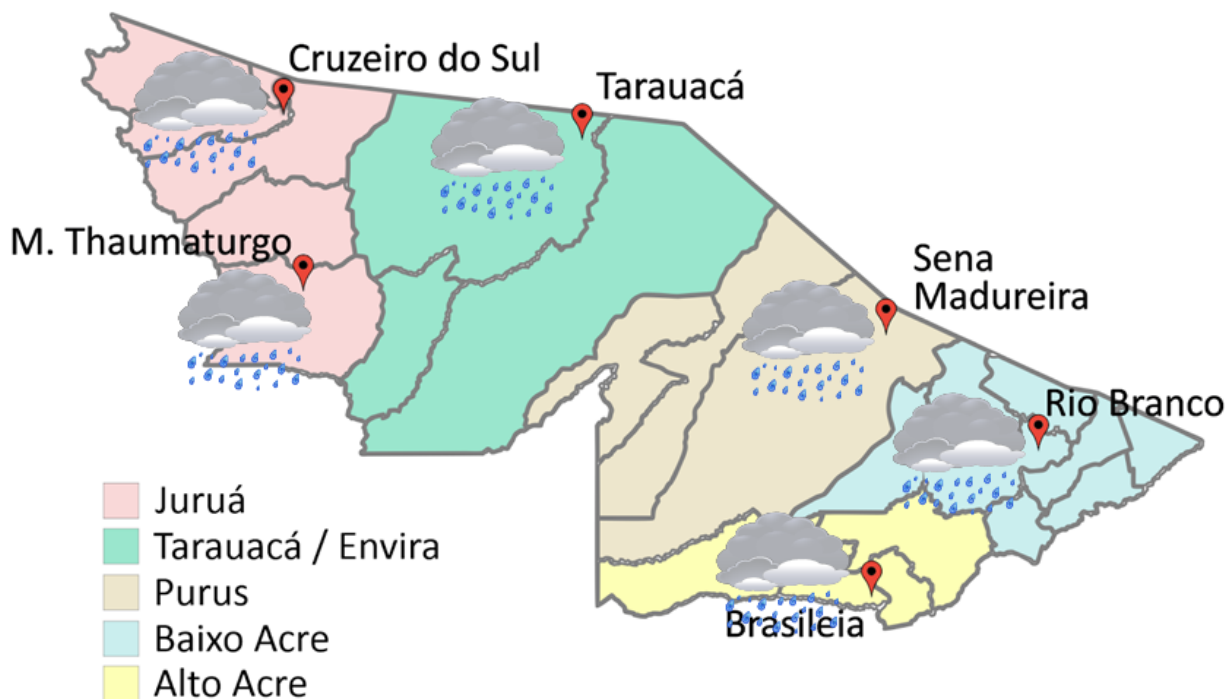 Cruzeiro do Sul
Tarauacá
M. Thaumaturgo
Sena
Madureira
Rio Branco
Brasileia
Juruá
Tarauacá / Envira
Purus
Baixo Acre
Alto Acre